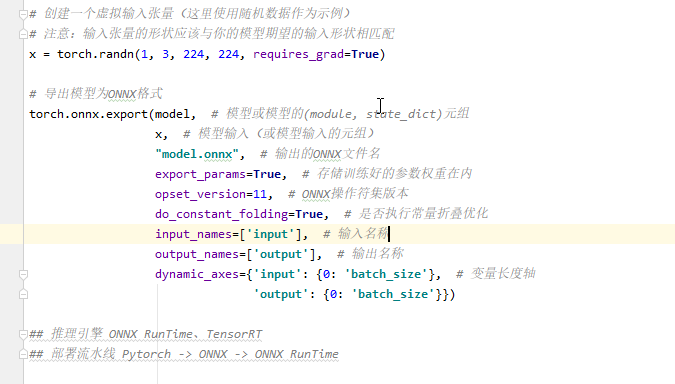 # 创建一个虚拟输入张量（这里使用随机数据作为示例）
# 注意：输入张量的形状应该与你的模型期望的输入形状相匹配
x = torch.randn(1, 3, 224, 224, requires_grad=True)
# 导出模型为ONNX格式
torch.onnx.export(model,  # 模型或模型的(module, state_dict)元组
x,  # 模型输入（或模型输入的元组）
"model.onnx",  # 输出的ONNX文件名
export_params=True,  # 存储训练好的参数权重在内
opset_version=11,  # ONNX操作符集版本
do_constant_folding=True,  # 是否执行常量折叠优化
input_names=['input'],  # 输入名称
output_names=['output'],  # 输出名称
dynamic_axes={'input': {0: 'batch_size'},  # 变量长度轴
'output': {0: 'batch_size'}})
## 推理引擎 ONNX RunTime、TensorRT
## 部署流水线 Pytorch -> ONNX -> ONNX RunTime